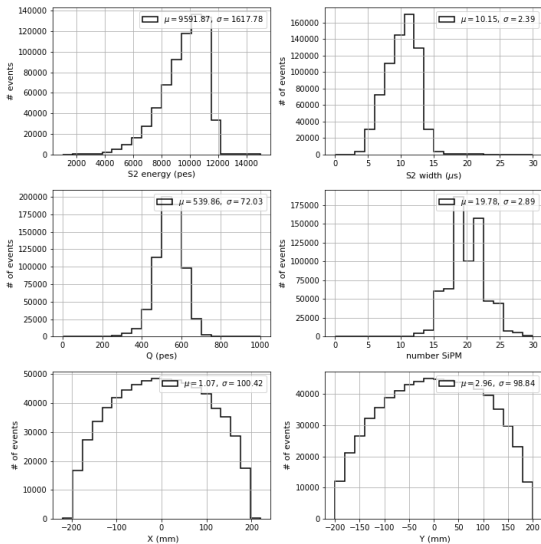 140000
120000
100000
80000
60000
40000
20000
0
# events
μ=9591.87, σ=1617.78
2000 4000 6000 8000 10000 12000 14000
S2 energy (pes)
160000
140000
120000
100000
80000
60000
40000
20000
0
# of events
μ=10.15, σ=2.39
0 5 10 15 20 25 30
S2 width (μs)
200000
175000
150000
125000
100000
75000
50000
25000
0
# events
μ=539.86, σ=72.03
0 200 400 600 800 1000
Q (pes)
175000
150000
125000
100000
75000
50000
25000
0
# of events
μ=19.78, σ=2.89
0 5 10 15 20 25 30
number SiPM
50000
40000
30000
20000
10000
0
# of events
μ=1.07, σ=100.42
−200 −100 0 100 200
X (mm)
40000
30000
20000
10000
0
# of events
μ=2.96, σ=98.84
−200 −150 −100 −50 0 50 100 150 200
Y (mm)